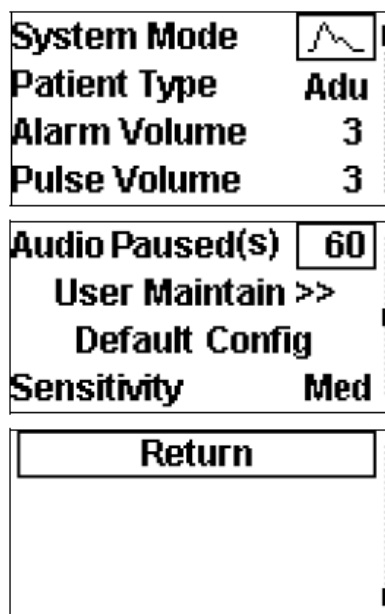 System Mode
Patient Type Adu
Alarm Volume 3
Pulse Volume 3
Audio Paused(s) 60
User Maintain >>
Default Config
Sensitivity Med
Return